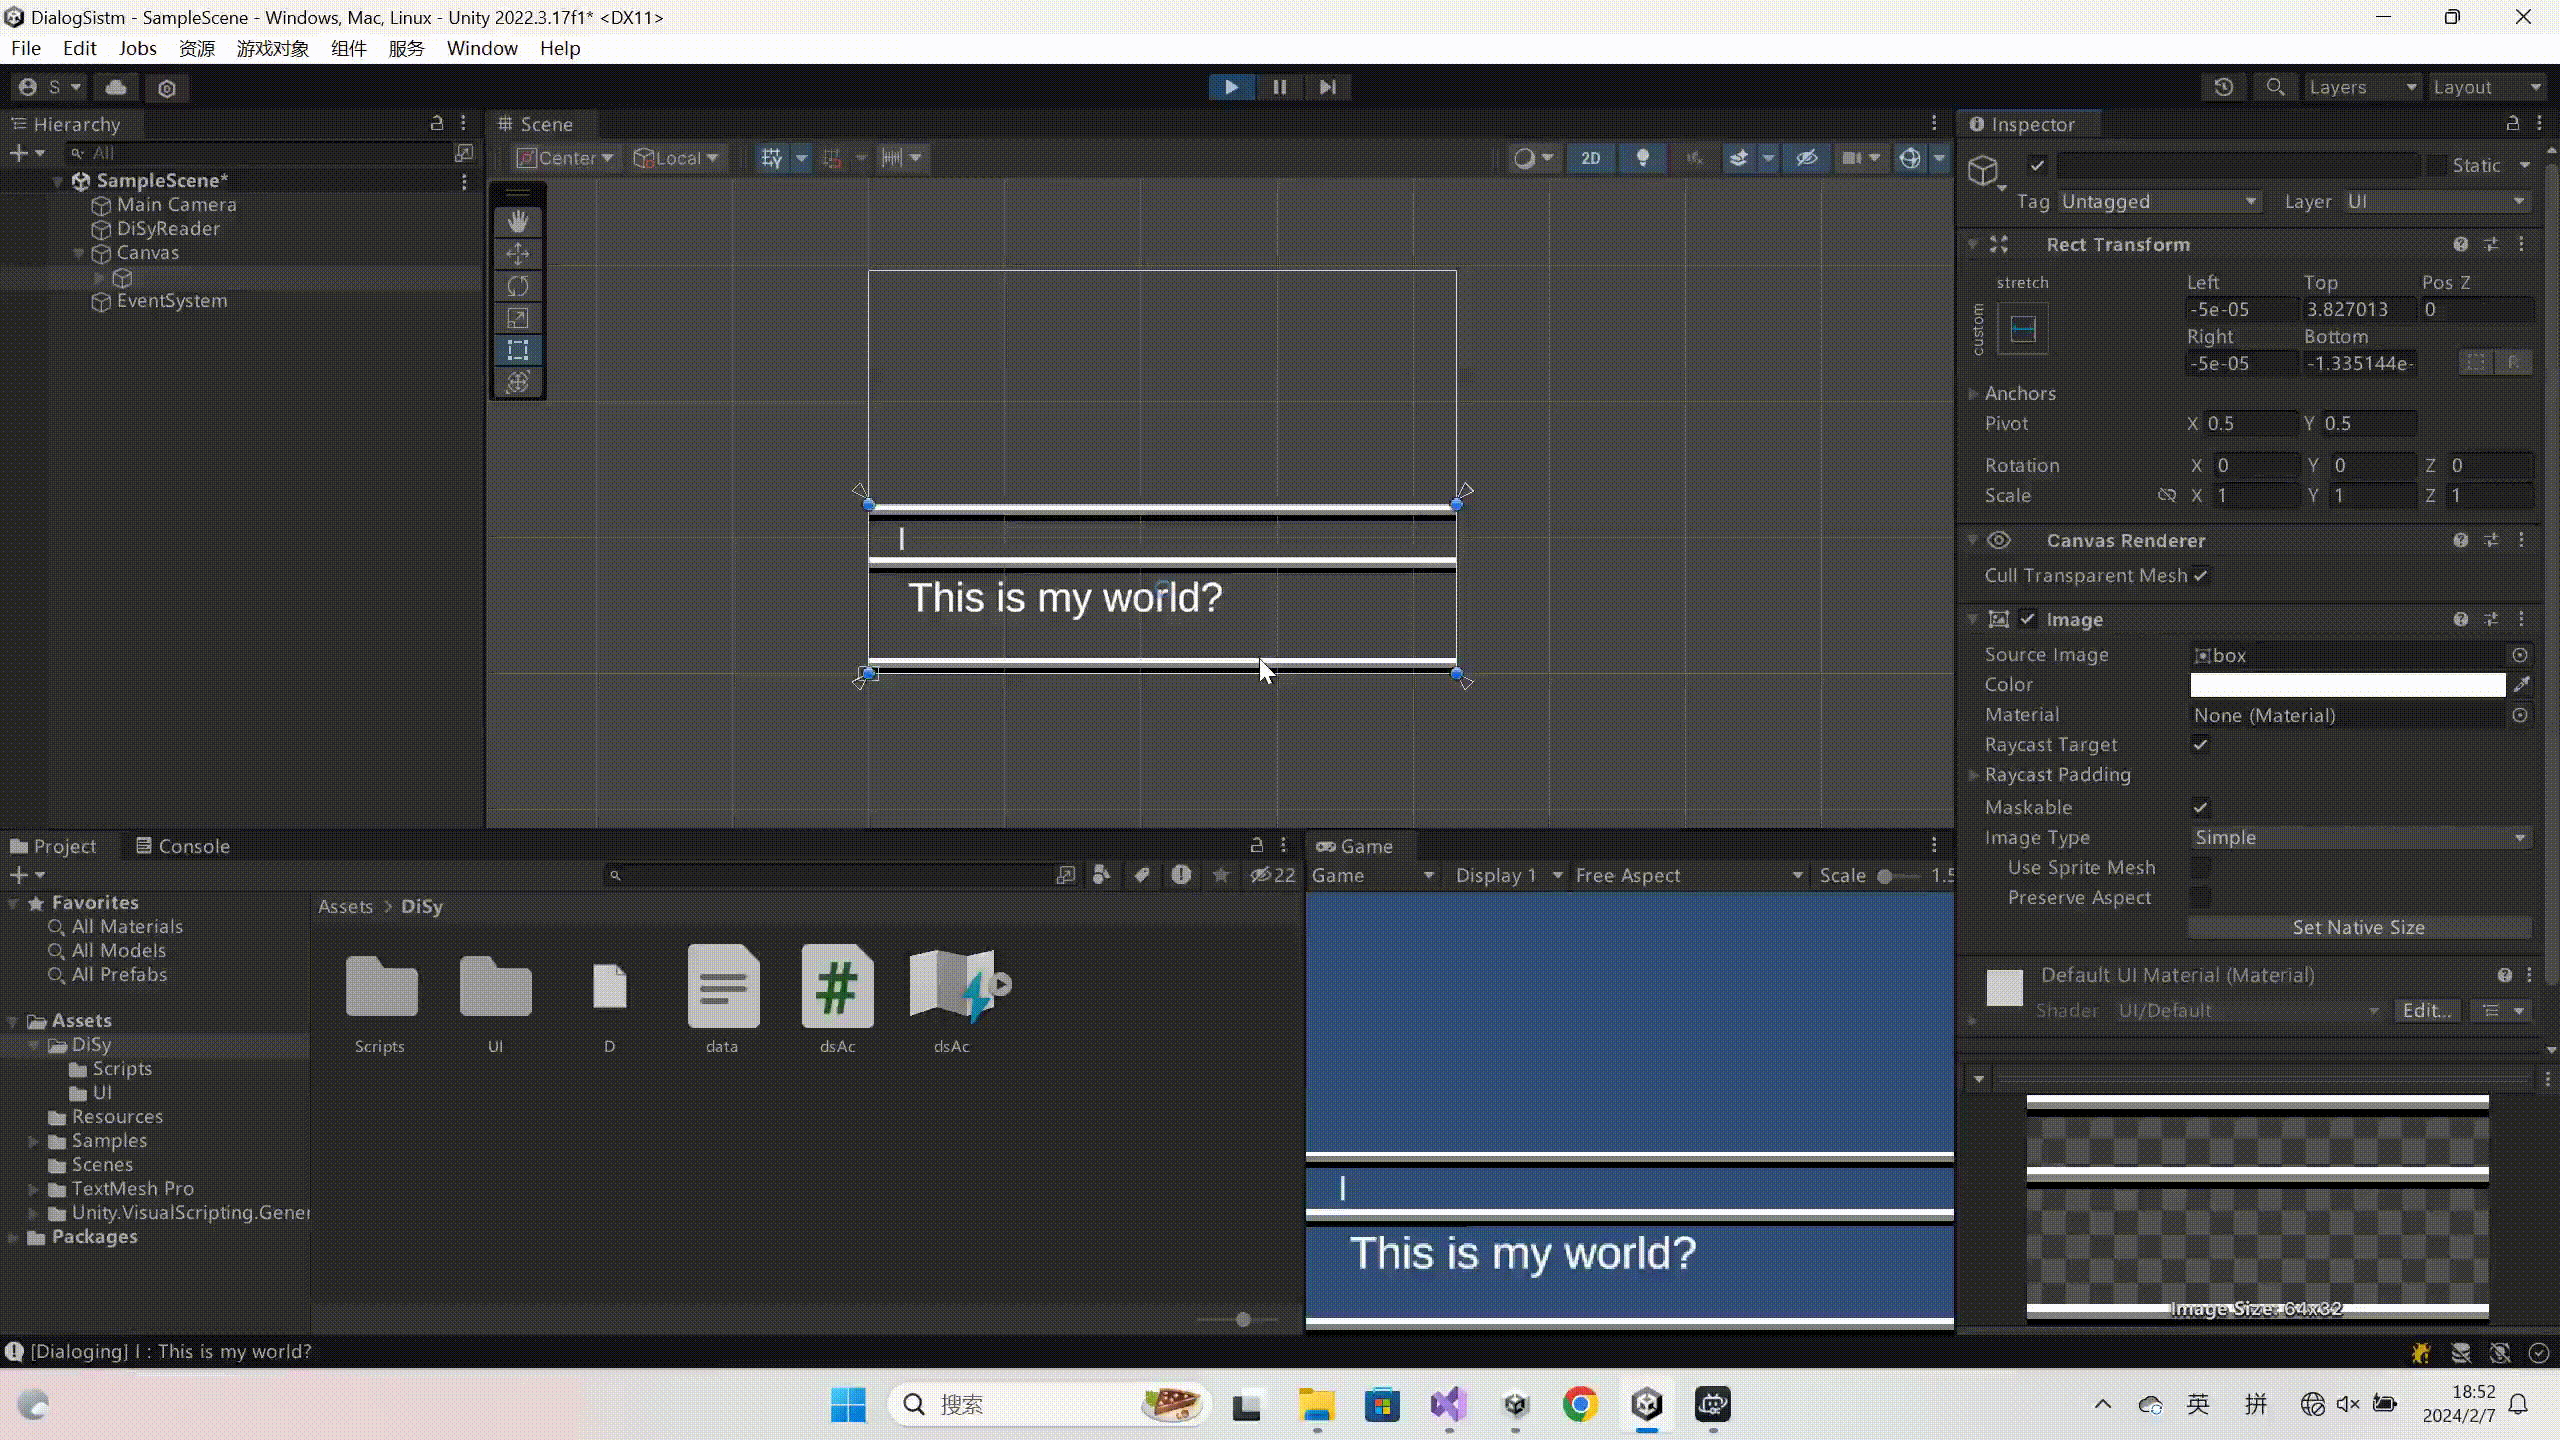 DialogSistm - SampleScene - Windows, Mac, Linux - Unity 2022.3.17f1* <DX11>
File Edit Jobs 资源 游戏对象 组件 服务 Window Help
S Layers Layout
Hierarchy
All
SampleScene*
Main Camera
DiSyReader
Canvas
EventSystem
Scene
Center Local 2D
I
This is my world?
Inspector
Static
Tag Untagged Layer UI
Rect Transform
stretch
custom
Left Top Pos Z
-5e-05 3.827013 0
Right Bottom
-5e-05 -1.335144e-
R
Anchors
Pivot X 0.5 Y 0.5
Rotation X 0 Y 0 Z 0
Scale X 1 Y 1 Z 1
Canvas Renderer
Cull Transparent Mesh
Image
Source Image box
Color
Material None (Material)
Raycast Target
Raycast Padding
Maskable
Image Type Simple
Use Sprite Mesh
Preserve Aspect
Set Native Size
Default UI Material (Material)
Shader UI/Default Edit...
Image Size: 64x32
Project Console
22
Favorites
All Materials
All Models
All Prefabs
Assets
DiSy
Scripts
UI
Resources
Samples
Scenes
TextMesh Pro
Unity.VisualScripting.Gener
Packages
Assets > DiSy
Scripts UI D data dsAc dsAc
Game
Game Display 1 Free Aspect Scale 1.5
I
This is my world?
[Dialoging] I : This is my world?
搜索
英 拼
18:52
2024/2/7